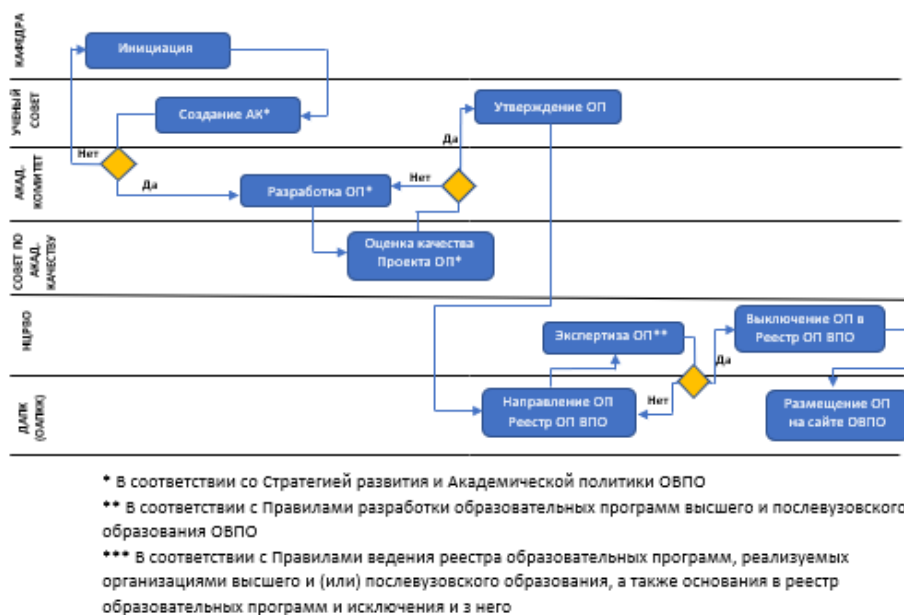 КАФЕДРА
Инициация
УЧЕНЫЙ
СОВЕТ
Создание АК*
Утверждение ОП
Да
Нет
АКАД.
КОМИТЕТ
Да
Разработка ОП*
Нет
СОВЕТ ПО
АКАД.
КАЧЕСТВУ
Оценка качества
Проекта ОП*
НЦРВО
Экспертиза ОП**
Выключение ОП в
Реестр ОП ВПО
Да
ДАПК
(ОАПКК)
Направление ОП
Реестр ОП ВПО
Нет
Размещение ОП
на сайте ОВПО
* В соответствии со Стратегией развития и Академической политики ОВПО
** В соответствии с Правилами разработки образовательных программ высшего и послевузовского
образования ОВПО
*** В соответствии с Правилами ведения реестра образовательных программ, реализуемых
организациями высшего и (или) послевузовского образования, а также основания в реестр
образовательных программ и исключения и з него